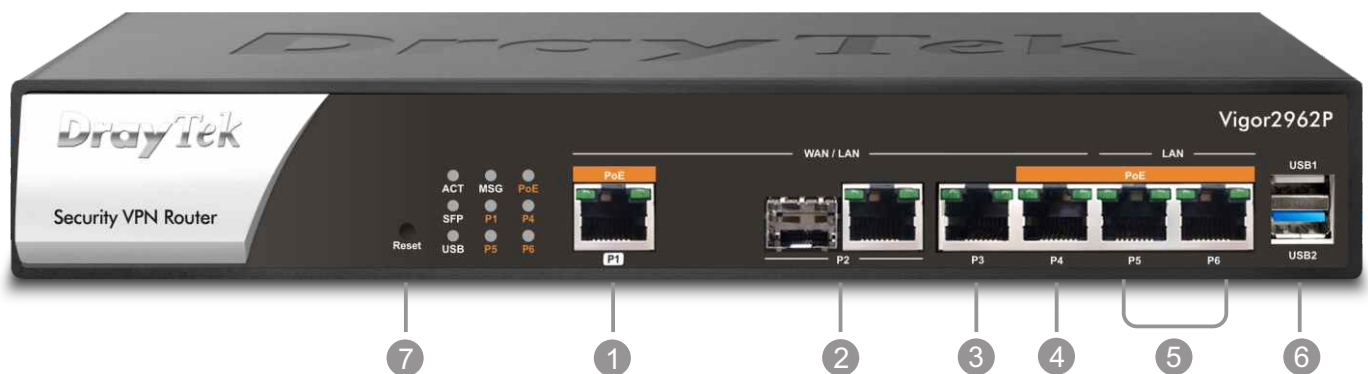 DrayTek
DrayTek
Security VPN Router
Vigor2962P
Reset
ACT MSG PoE
SFP P1 P4
USB P5 P6
WAN / LAN
LAN
PoE
PoE
P1
P2
P3
P4
P5
P6
USB1
USB2
7
1
2
3
4
5
6